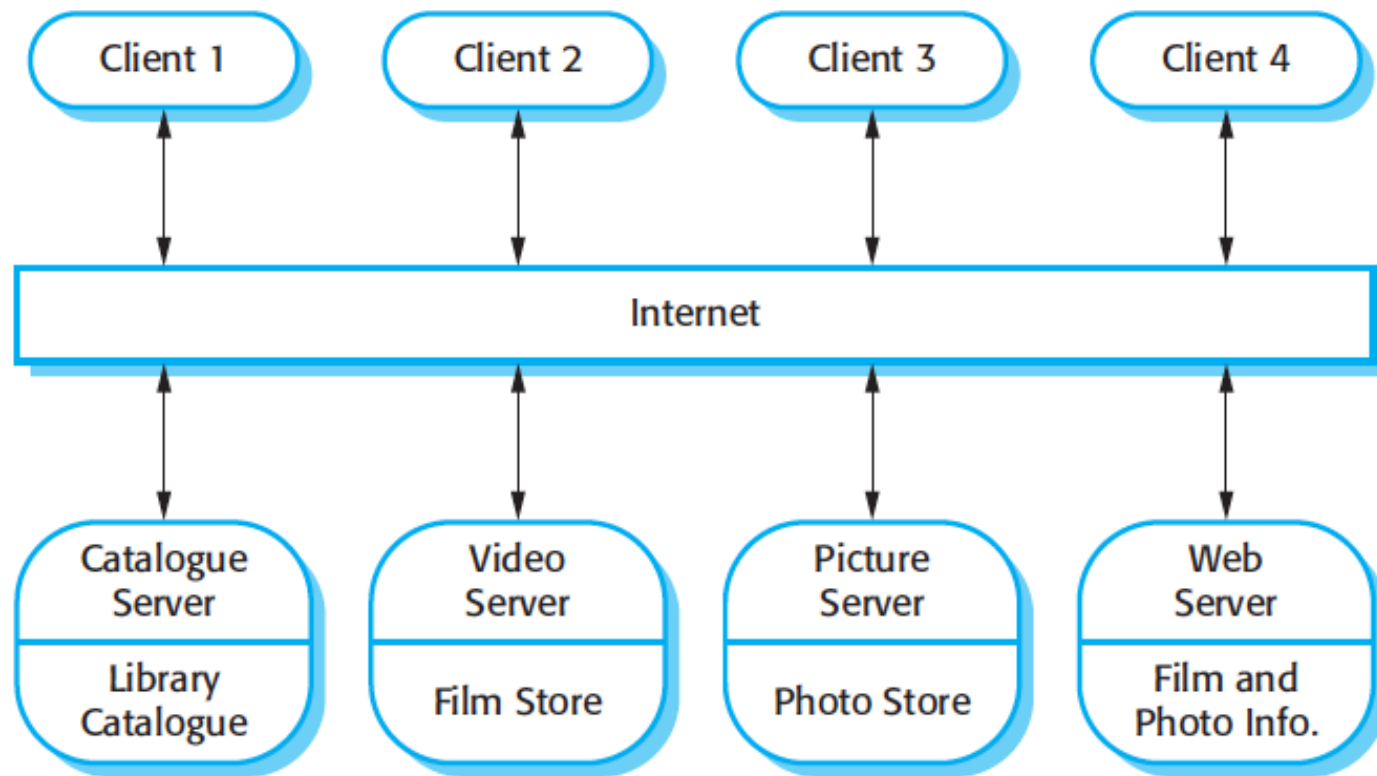 Client 1
Client 2
Client 3
Client 4
Internet
Catalogue
Server
Library
Catalogue
Video
Server
Film Store
Picture
Server
Photo Store
Web
Server
Film and
Photo Info.